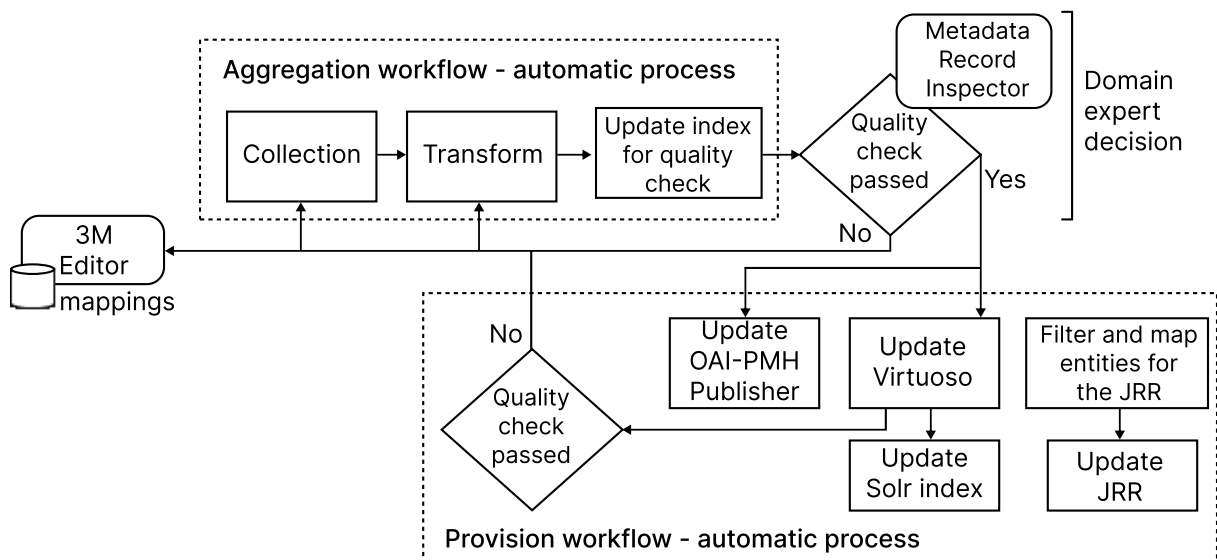 Aggregation workflow - automatic process
Collection
Transform
Update index
for quality
check
Metadata
Record
Inspector
Quality
check
passed
Domain
expert
decision
Yes
No
3M
Editor
mappings
No
Quality
check
passed
Update
OAI-PMH
Publisher
Update
Virtuoso
Filter and map
entities for
the JRR
Update
Solr index
Update
JRR
Provision workflow - automatic process